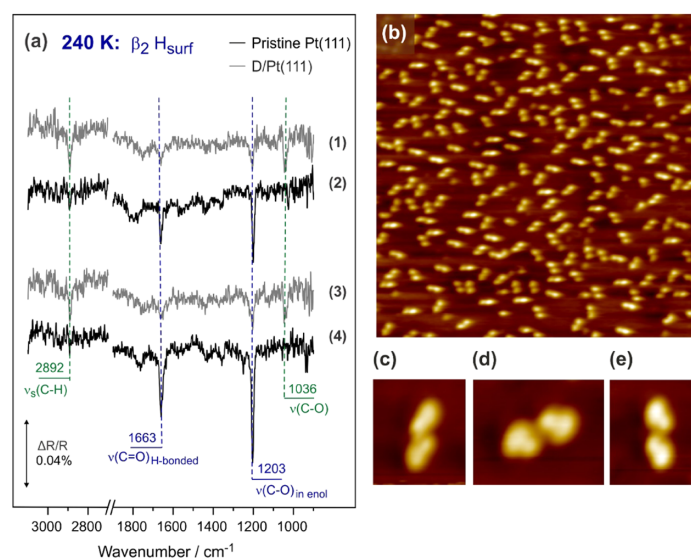 (a) 240 K: β2 Hsurf
Pristine Pt(111)
D/Pt(111)
(1)
(2)
(3)
(4)
2892
νs(C-H)
1036
ν(C-O)
1663
ν(C=O)H-bonded
1203
ν(C-O)in enol
ΔR/R
0.04%
3000 2800 1800 1600 1400 1200 1000
Wavenumber / cm-1
(b)
(c) (d) (e)